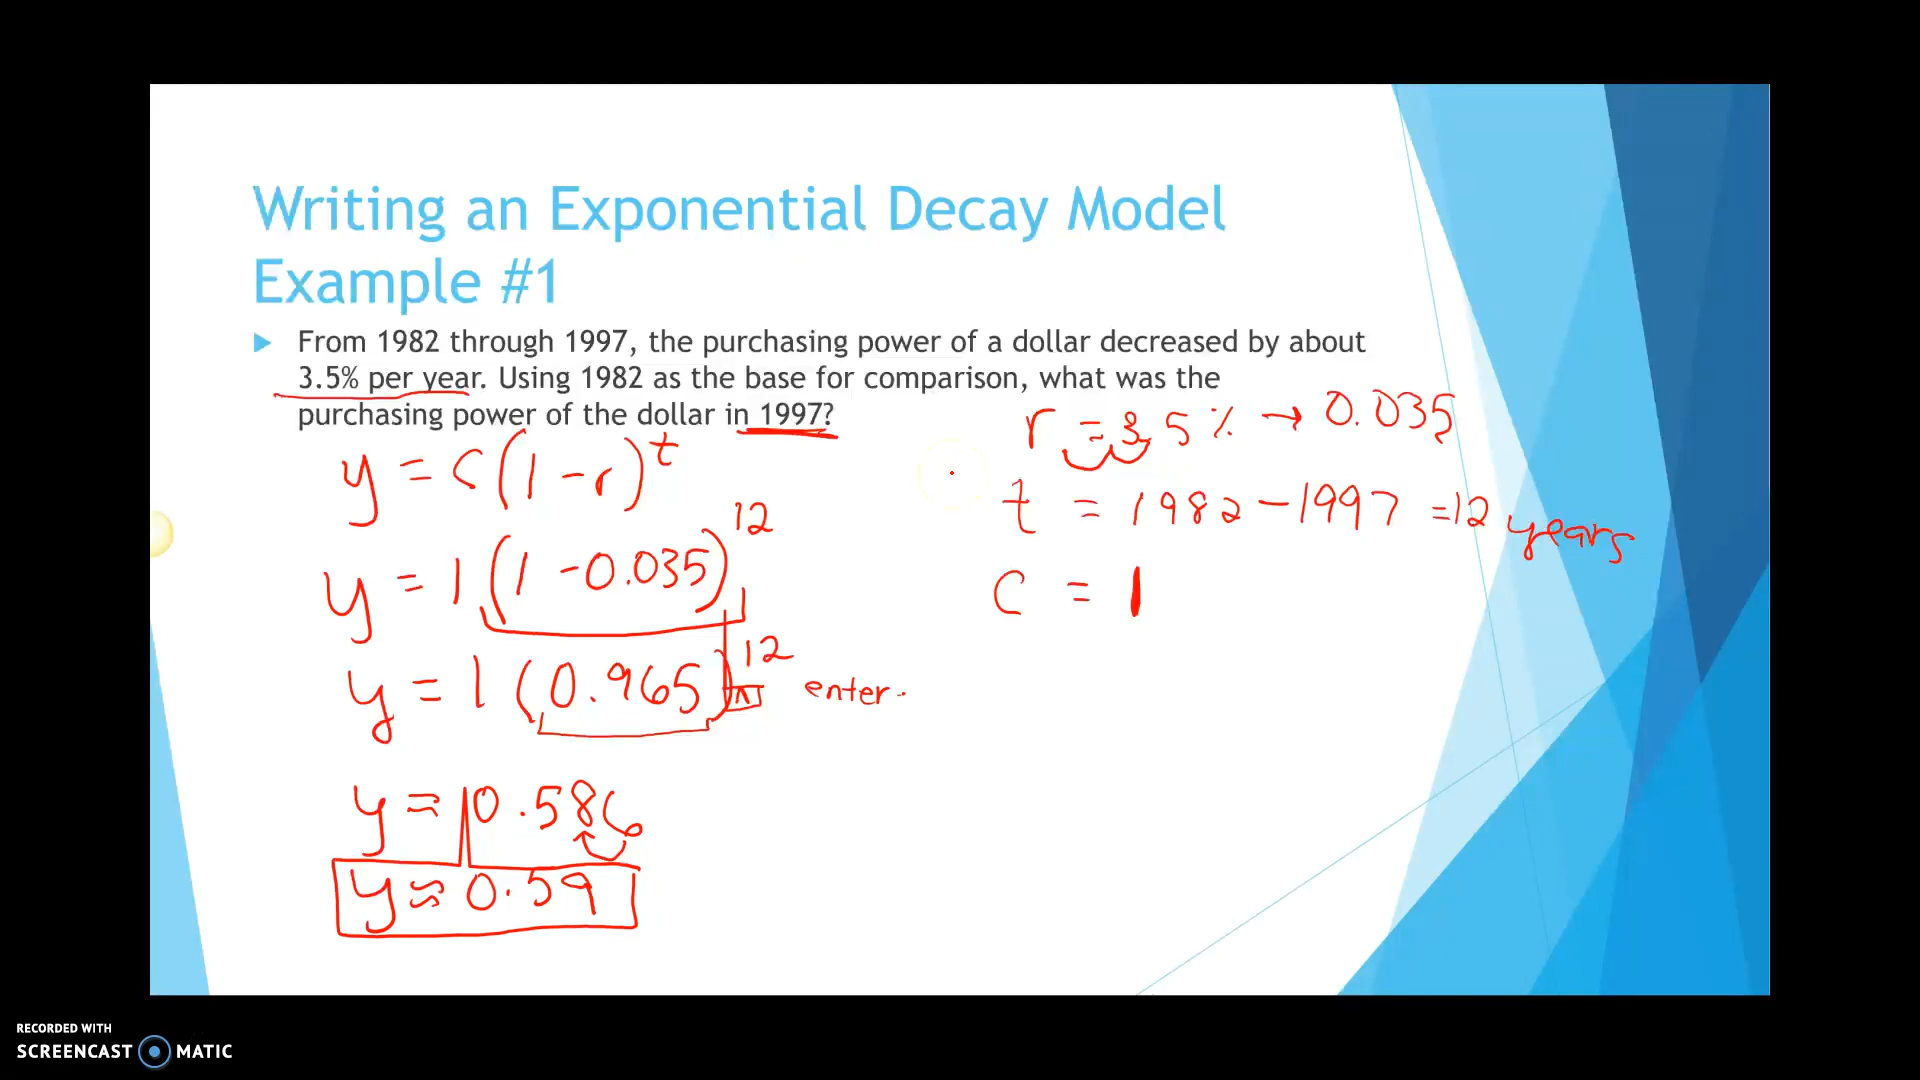 Writing an Exponential Decay Model
Example #1
From 1982 through 1997, the purchasing power of a dollar decreased by about
3.5% per year. Using 1982 as the base for comparison, what was the
purchasing power of the dollar in 1997?
y = C(1 - r)^t
y = 1(1 - 0.035)^12
y = 1(0.965)^12
^ enter.
y ≈ 0.586
y ≈ 0.59
r = 3.5% → 0.035
t = 1982 - 1997 = 12 years
C = 1
RECORDED WITH
SCREENCAST MATIC